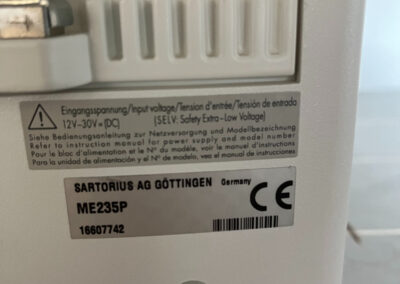 Eingangsspannung/Input voltage/Tension d'entrée/Tensión de entrada
12V–30V=(DC) (SELV: Safety Extra–Low Voltage)
Siehe Bedienungsanleitung zur Netzversorgung und Modellbezeichnung
Refer to instruction manual for power supply and model number
Pour le bloc d'alimentation et le Nº du modèle, voir le manuel d'instructions
Para la unidad de alimentación y el Nº de modelo, vea el manual de instrucciones
SARTORIUS AG GÖTTINGEN Germany
ME235P
CE
16607742